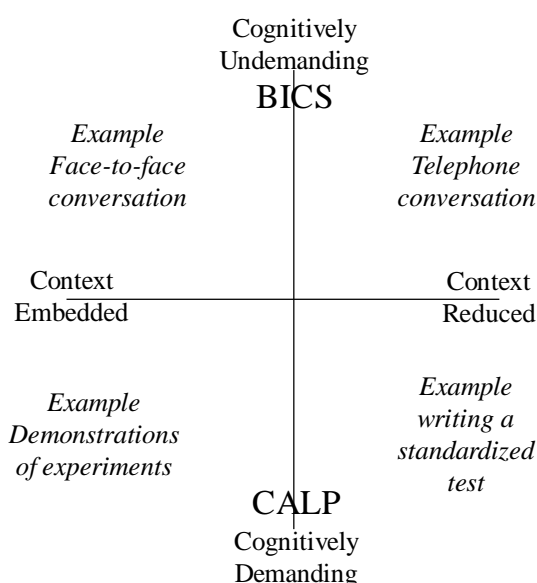 Cognitively
Undemanding
BICS
Example
Face-to-face
conversation
Example
Telephone
conversation
Context
Embedded
Context
Reduced
Example
Demonstrations
of experiments
Example
writing a
standardized
test
CALP
Cognitively
Demanding